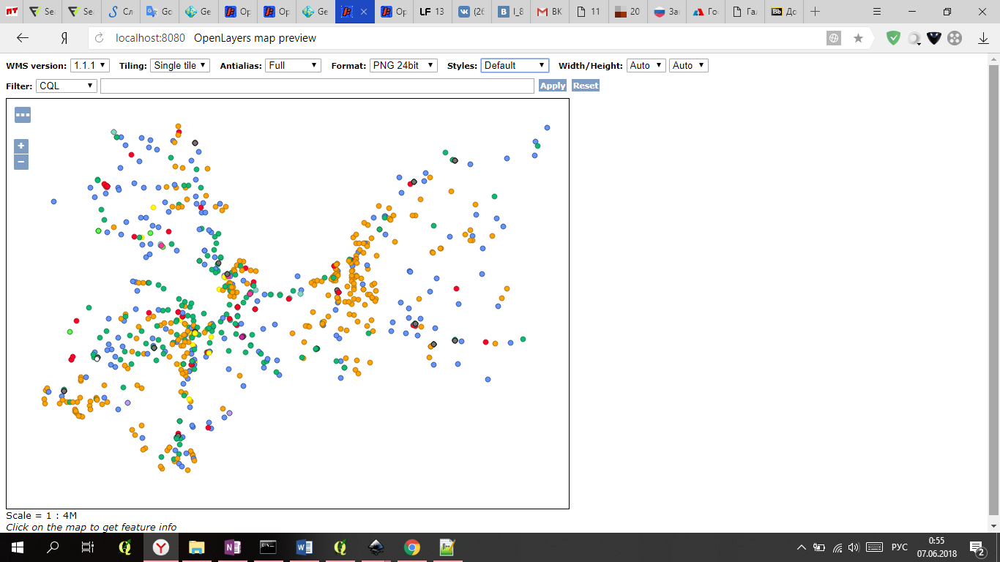 Se:
Se:
Сл
Go
Ge
Op
Op
Ge
Op
13
(26
I_8
ВК
11
20
За
Го
Га
До
localhost:8080 OpenLayers map preview
WMS version: 1.1.1 Tiling: Single tile Antialias: Full Format: PNG 24bit Styles: Default Width/Height: Auto Auto
Filter: CQL Apply Reset
+
−
Scale = 1 : 4M
Click on the map to get feature info
РУС
0:55
07.06.2018
2